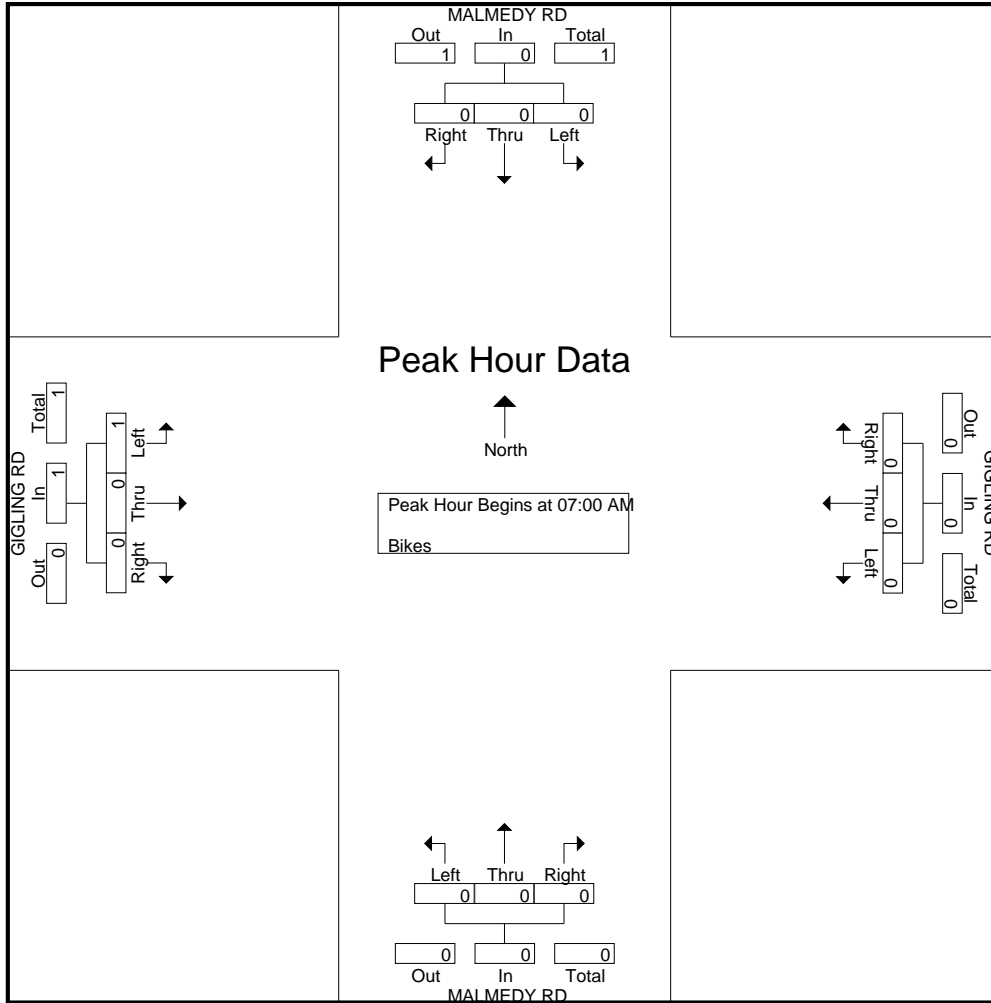 MALMEDY RD
Out In Total
1 0 1
0 0 0
Right Thru Left
Peak Hour Data
North
Peak Hour Begins at 07:00 AM
Bikes
GIGLING RD
Total In Out
1 1 0
1 0 0
Left Thru Right
GIGLING RD
Out In Total
0 0 0
0 0 0
Right Thru Left
Left Thru Right
0 0 0
0 0 0
Out In Total
MALMEDY RD